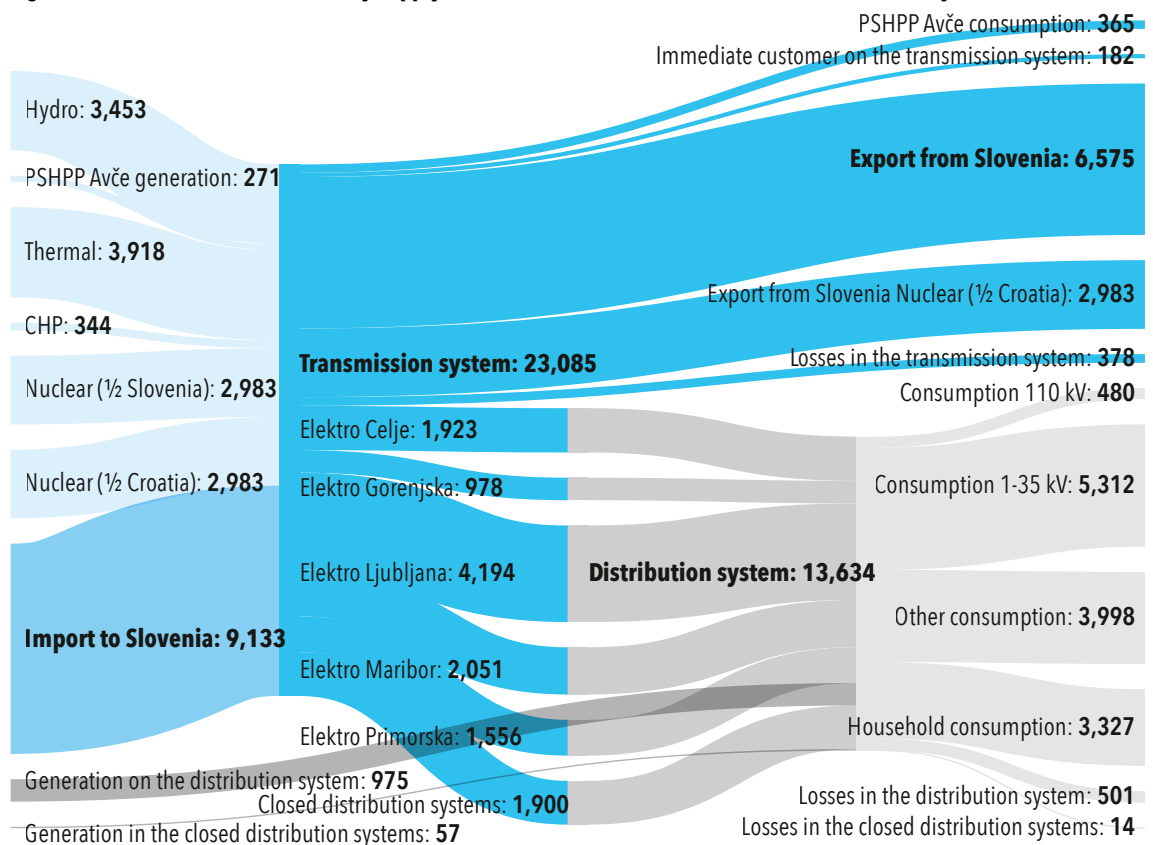 PSHPP Avče consumption: 365
Immediate customer on the transmission system: 182
Hydro: 3,453
Export from Slovenia: 6,575
PSHPP Avče generation: 271
Thermal: 3,918
Export from Slovenia Nuclear (½ Croatia): 2,983
CHP: 344
Losses in the transmission system: 378
Transmission system: 23,085
Nuclear (½ Slovenia): 2,983
Consumption 110 kV: 480
Elektro Celje: 1,923
Nuclear (½ Croatia): 2,983
Elektro Gorenjska: 978
Consumption 1-35 kV: 5,312
Elektro Ljubljana: 4,194
Distribution system: 13,634
Other consumption: 3,998
Import to Slovenia: 9,133
Elektro Maribor: 2,051
Elektro Primorska: 1,556
Household consumption: 3,327
Generation on the distribution system: 975
Closed distribution systems: 1,900
Losses in the distribution system: 501
Generation in the closed distribution systems: 57
Losses in the closed distribution systems: 14